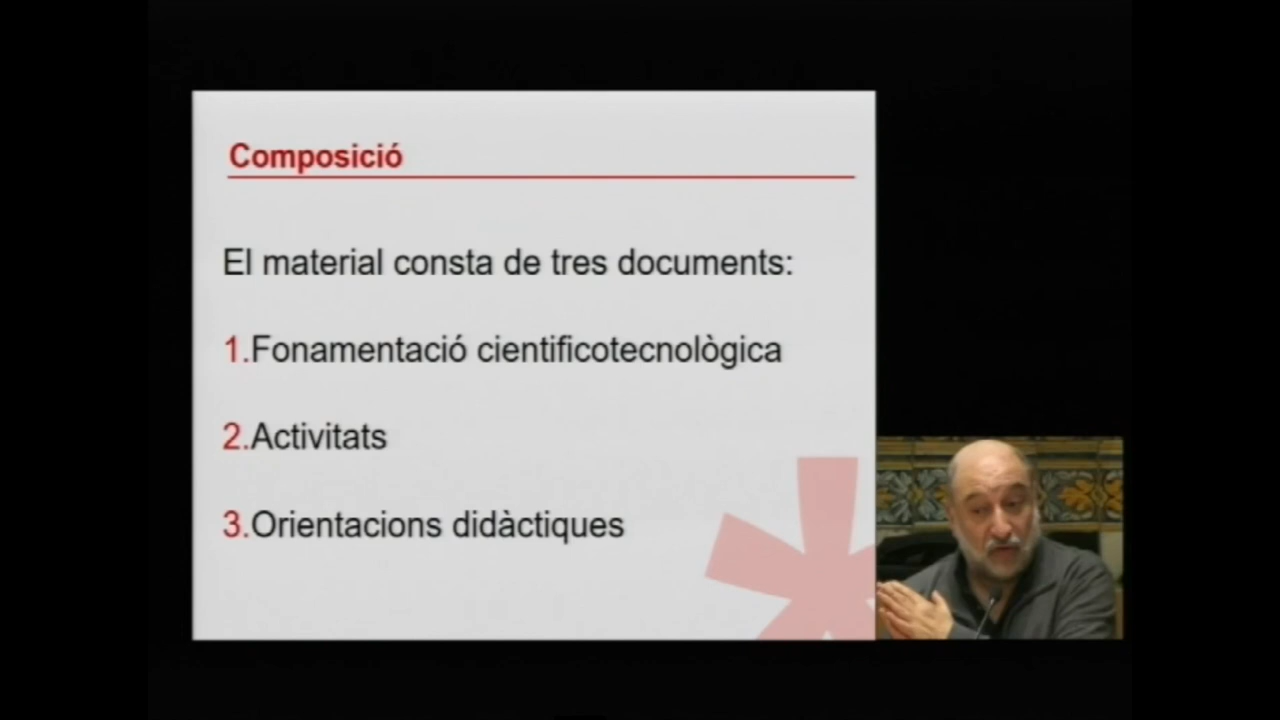 Composició
El material consta de tres documents:
1.Fonamentació cientificotecnològica
2.Activitats
3.Orientacions didàctiques